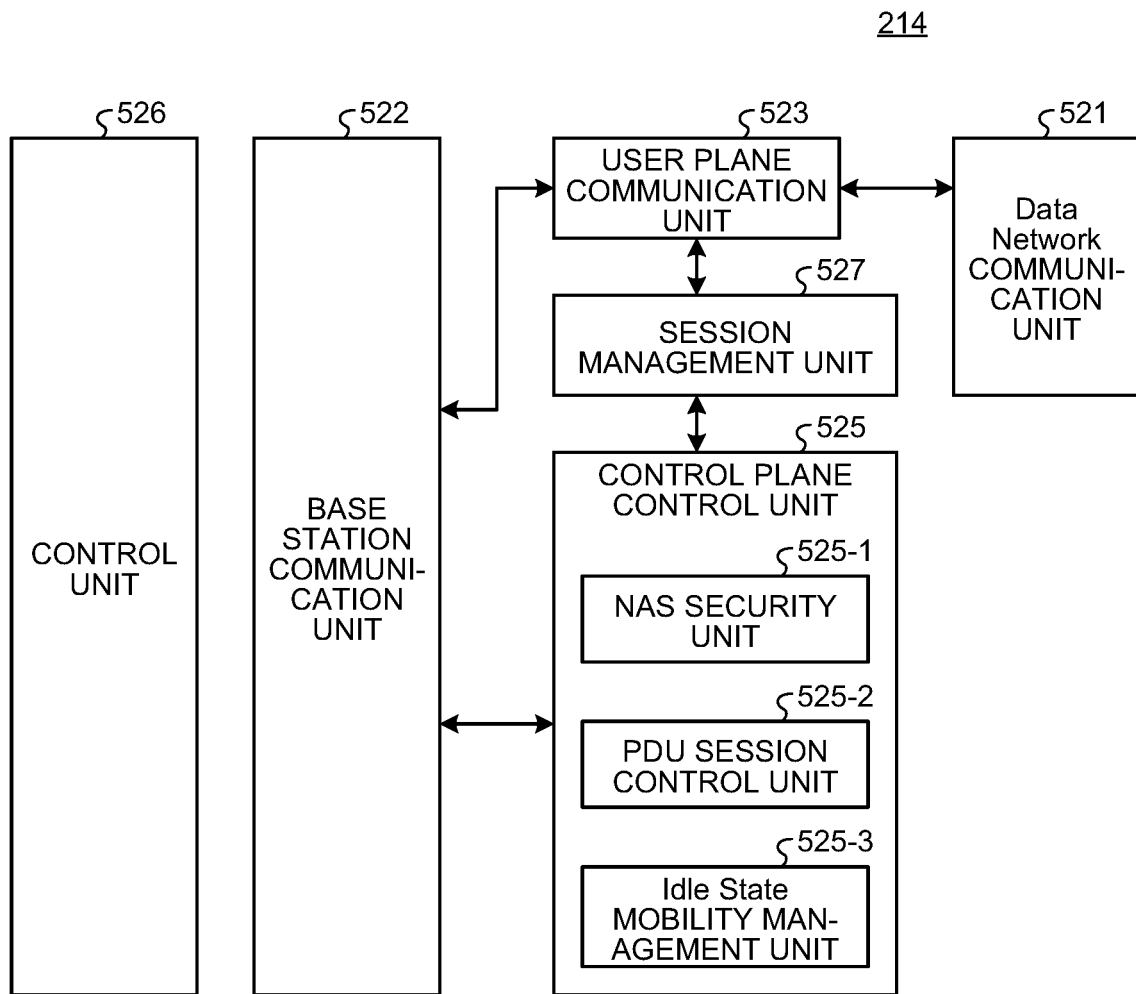 214
526
CONTROL
UNIT
522
BASE
STATION
COMMUNI-
CATION
UNIT
523
USER PLANE
COMMUNICATION
UNIT
521
Data
Network
COMMUNI-
CATION
UNIT
527
SESSION
MANAGEMENT UNIT
525
CONTROL PLANE
CONTROL UNIT
525-1
NAS SECURITY
UNIT
525-2
PDU SESSION
CONTROL UNIT
525-3
Idle State
MOBILITY MAN-
AGEMENT UNIT